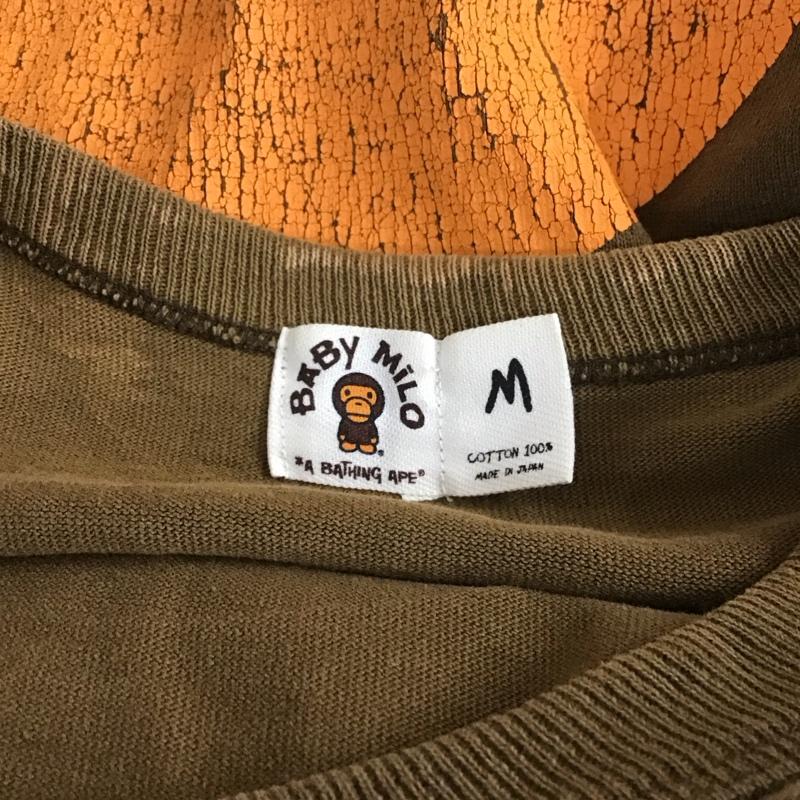 BABY MiLO
®
*A BATHING APE®
M
COTTON 100%
MADE IN JAPAN